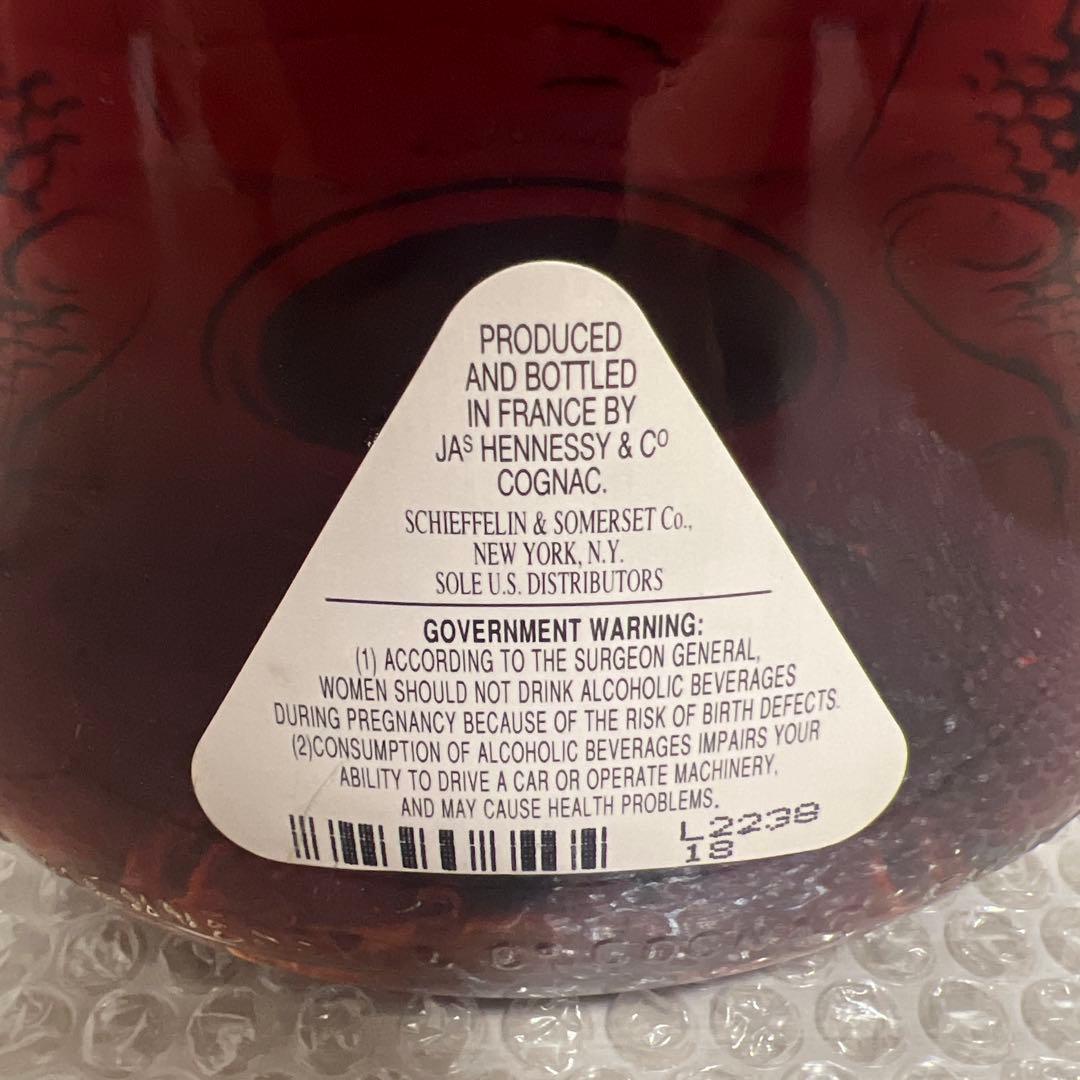 PRODUCED
AND BOTTLED
IN FRANCE BY
JAS HENNESSY & CO
COGNAC.
SCHIEFFELIN & SOMERSET Co.,
NEW YORK, N.Y.
SOLE U.S. DISTRIBUTORS
GOVERNMENT WARNING:
(1) ACCORDING TO THE SURGEON GENERAL,
WOMEN SHOULD NOT DRINK ALCOHOLIC BEVERAGES
DURING PREGNANCY BECAUSE OF THE RISK OF BIRTH DEFECTS.
(2)CONSUMPTION OF ALCOHOLIC BEVERAGES IMPAIRS YOUR
ABILITY TO DRIVE A CAR OR OPERATE MACHINERY,
AND MAY CAUSE HEALTH PROBLEMS.
L2238
18